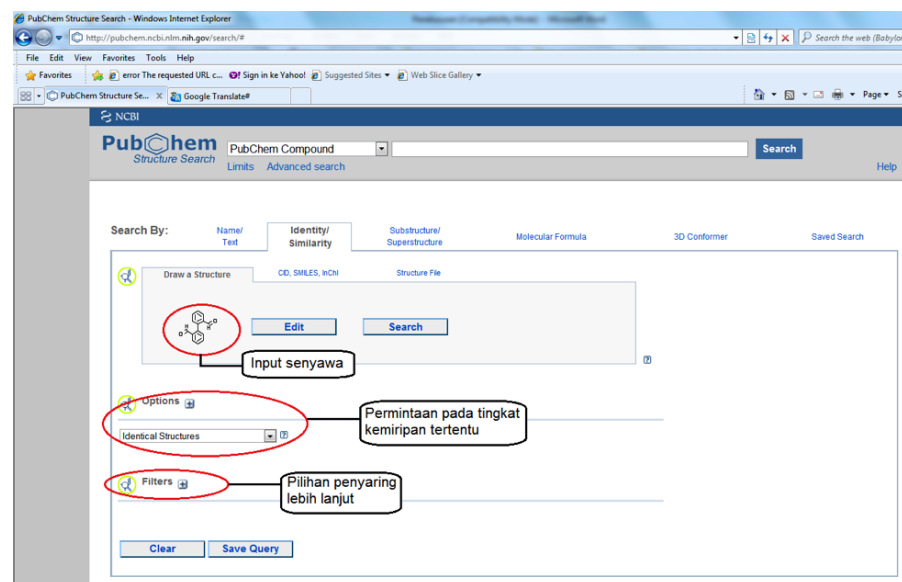 PubChem Structure Search - Windows Internet Explorer
http://pubchem.ncbi.nlm.nih.gov/search/#
Search the web (Babylo
File Edit View Favorites Tools Help
Favorites error The requested URL c... Sign in ke Yahoo! Suggested Sites Web Slice Gallery
PubChem Structure Se... X Google Translate#
Page
NCBI
PubChem
Structure Search
PubChem Compound
Search
Limits Advanced search
Help
Search By:
Name/
Text
Identity/
Similarity
Substructure/
Superstructure
Molecular Formula
3D Conformer
Saved Search
Draw a Structure
CID, SMILES, InChI
Structure File
Edit
Search
Input senyawa
Options
Permintaan pada tingkat
kemiripan tertentu
Identical Structures
Filters
Pilihan penyaring
lebih lanjut
Clear
Save Query